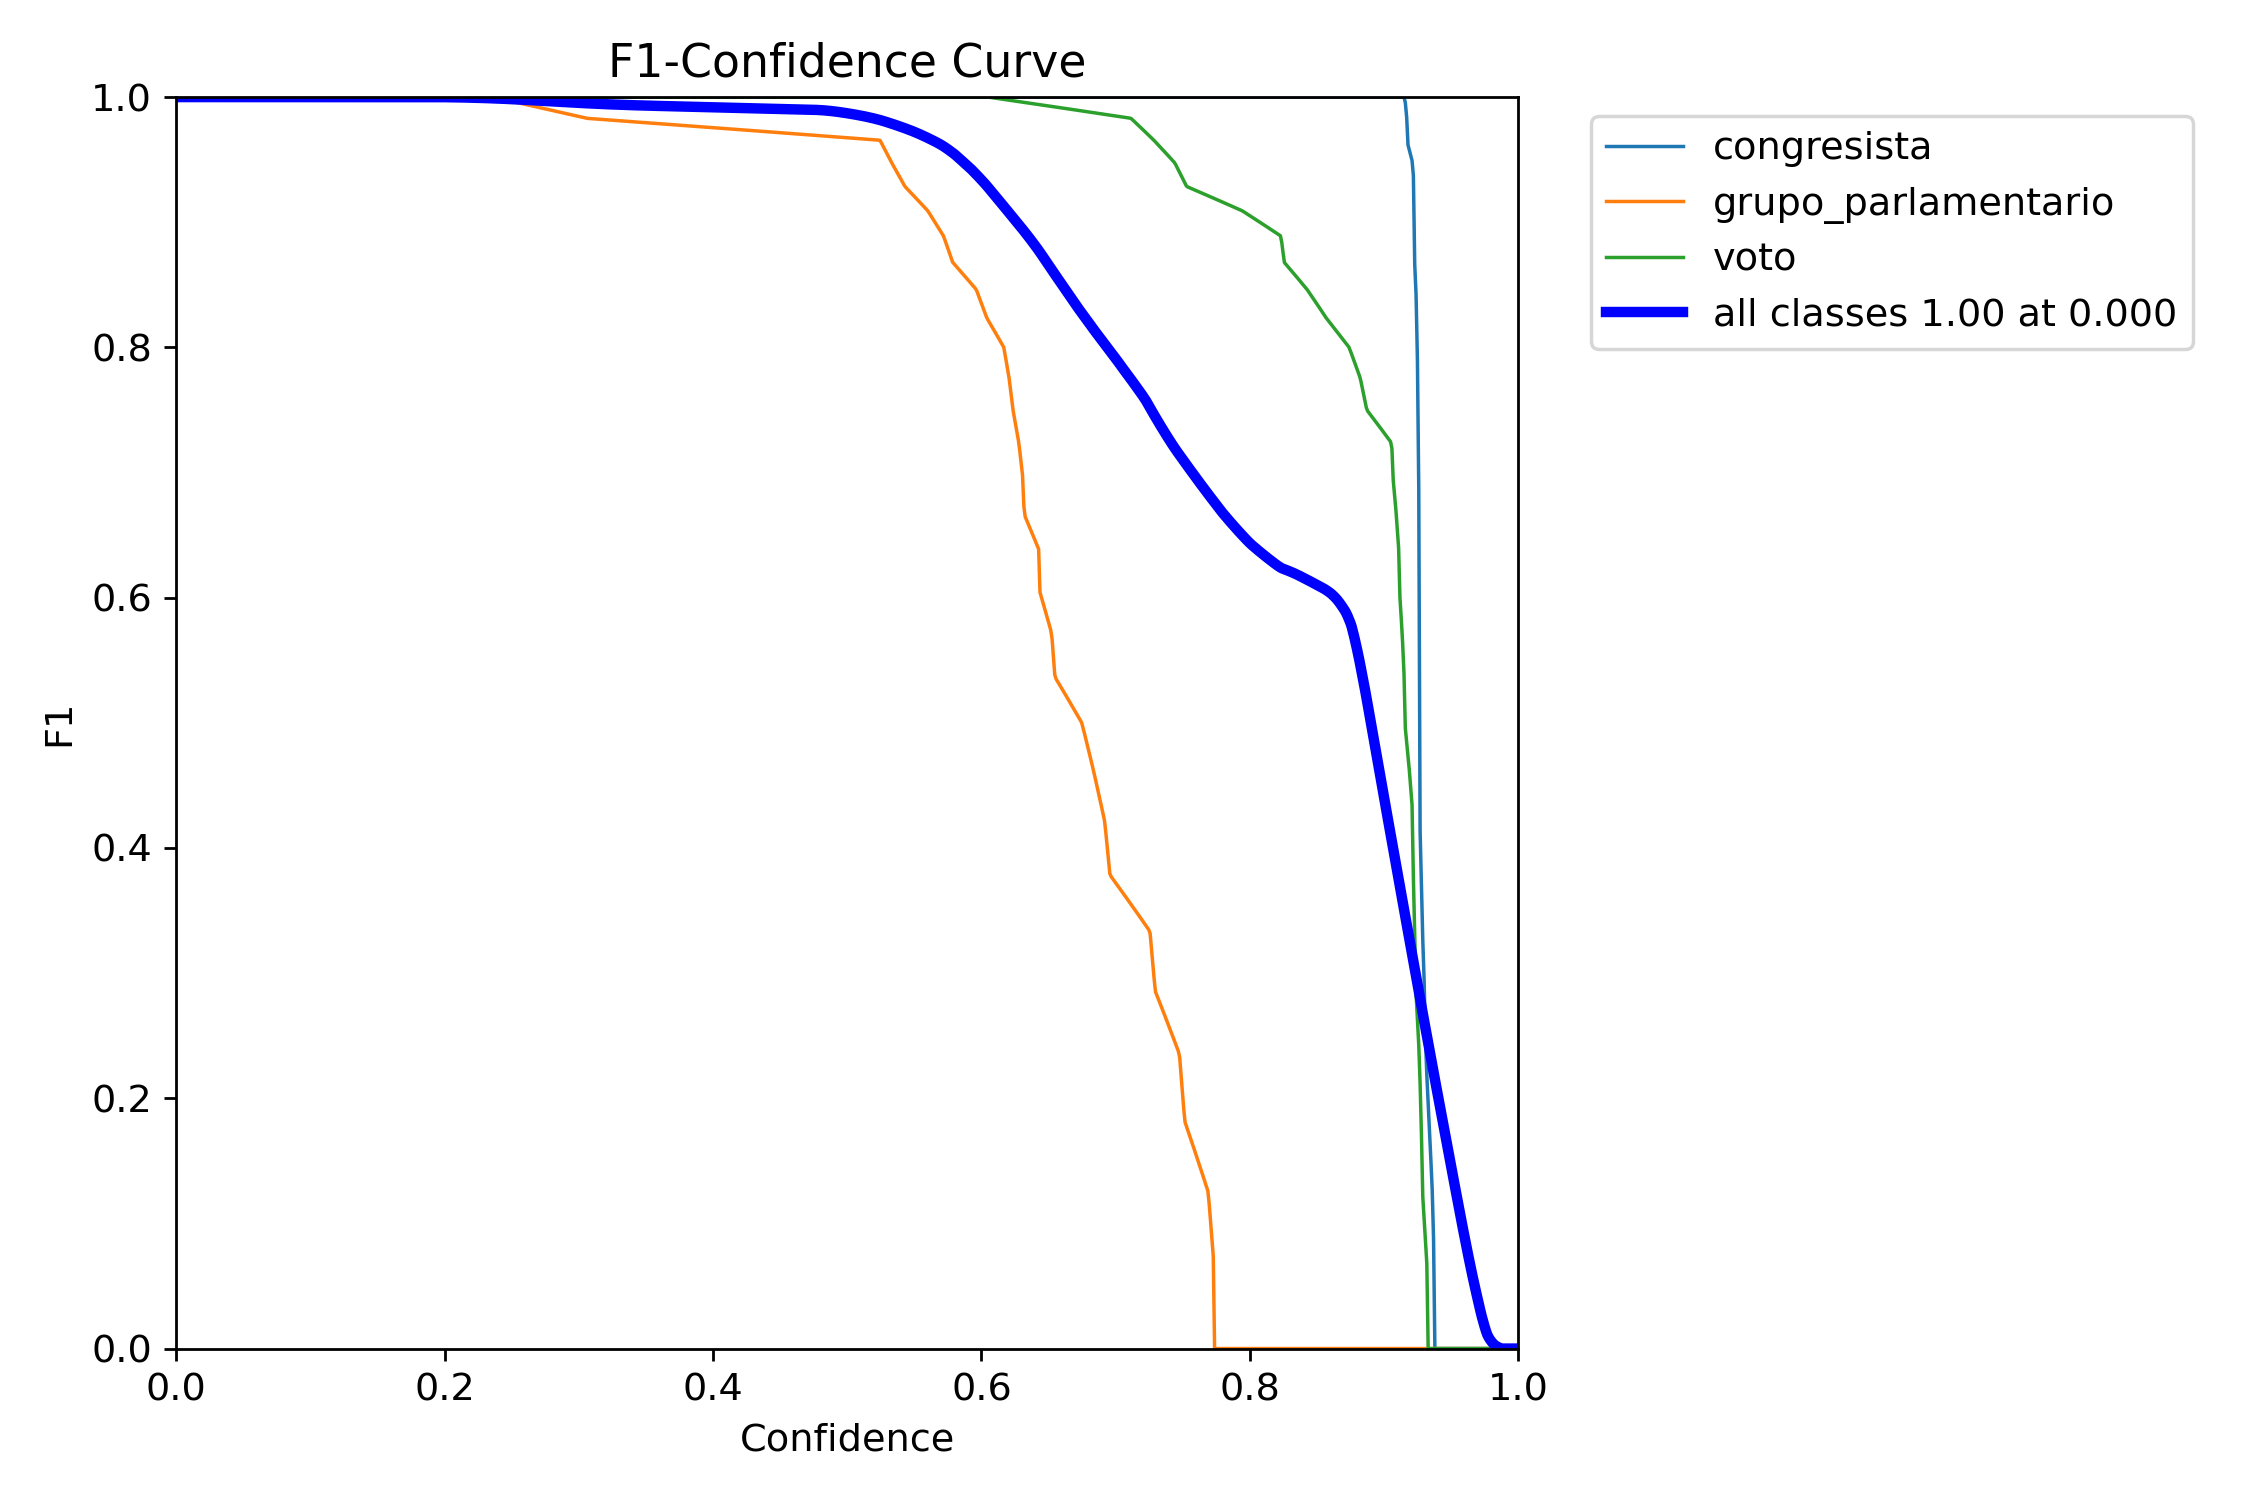 F1-Confidence Curve
1.0
0.8
0.6
0.4
0.2
0.0
F1
0.0 0.2 0.4 0.6 0.8 1.0
Confidence
congresista
grupo_parlamentario
voto
all classes 1.00 at 0.000